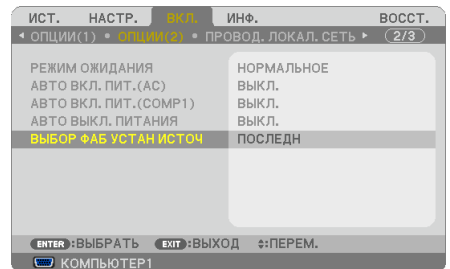 ИСТ. НАСТР. ВКЛ. ИНФ. ВОССТ.
ОПЦИИ(1) • ОПЦИИ(2) • ПРОВОД. ЛОКАЛ. СЕТЬ 2/3
РЕЖИМ ОЖИДАНИЯ НОРМАЛЬНОЕ
АВТО ВКЛ. ПИТ.(AC) ВЫКЛ.
АВТО ВКЛ. ПИТ.(COMP1) ВЫКЛ.
АВТО ВЫКЛ. ПИТАНИЯ ВЫКЛ.
ВЫБОР ФАБ УСТАН ИСТОЧ ПОСЛЕДН
ENTER :ВЫБРАТЬ EXIT :ВЫХОД :ПЕРЕМ.
КОМПЬЮТЕР1